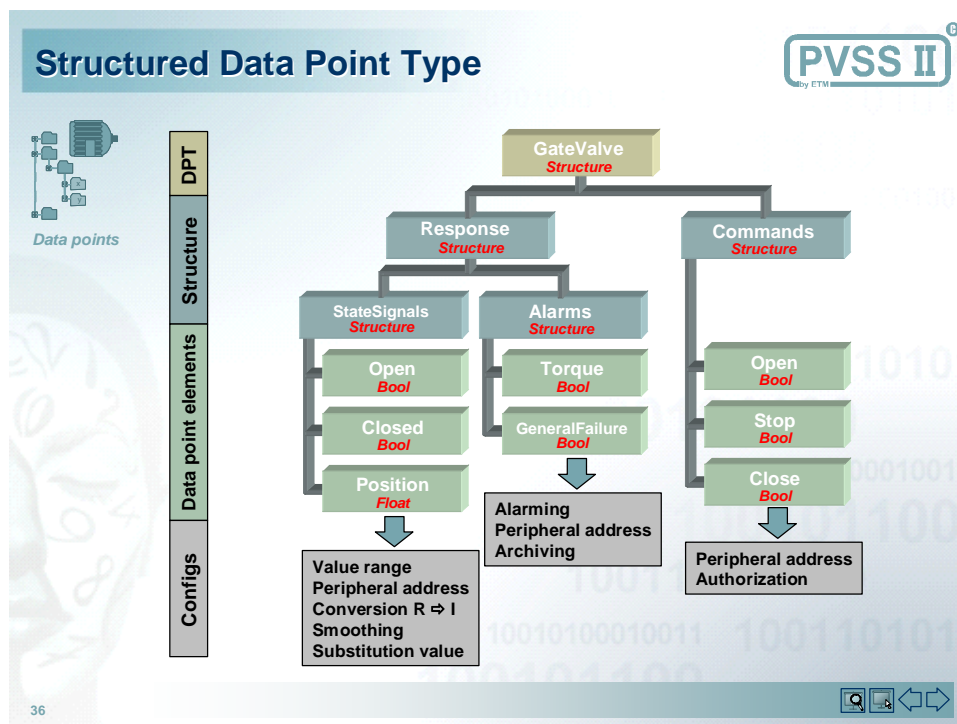 Structured Data Point Type
C
PVSS II
by ETM
Data points
x
y
DPT
Structure
Data point elements
Configs
GateValve
Structure
Response
Structure
Commands
Structure
StateSignals
Structure
Alarms
Structure
Open
Bool
Closed
Bool
Position
Float
Torque
Bool
GeneralFailure
Bool
Open
Bool
Stop
Bool
Close
Bool
Value range
Peripheral address
Conversion R ⇨ I
Smoothing
Substitution value
Alarming
Peripheral address
Archiving
Peripheral address
Authorization
36